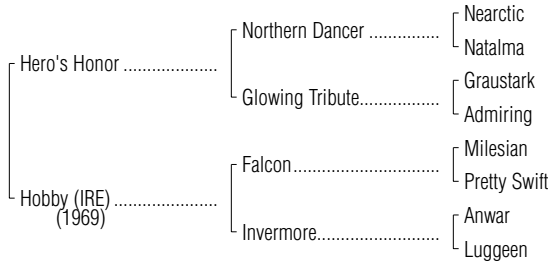 Nearctic
Northern Dancer ................
Natalma
Hero's Honor .....................
Graustark
Glowing Tribute..................
Admiring
Milesian
Falcon.................................
Pretty Swift
Hobby (IRE) .......................
(1969)
Anwar
Invermore............................
Luggeen